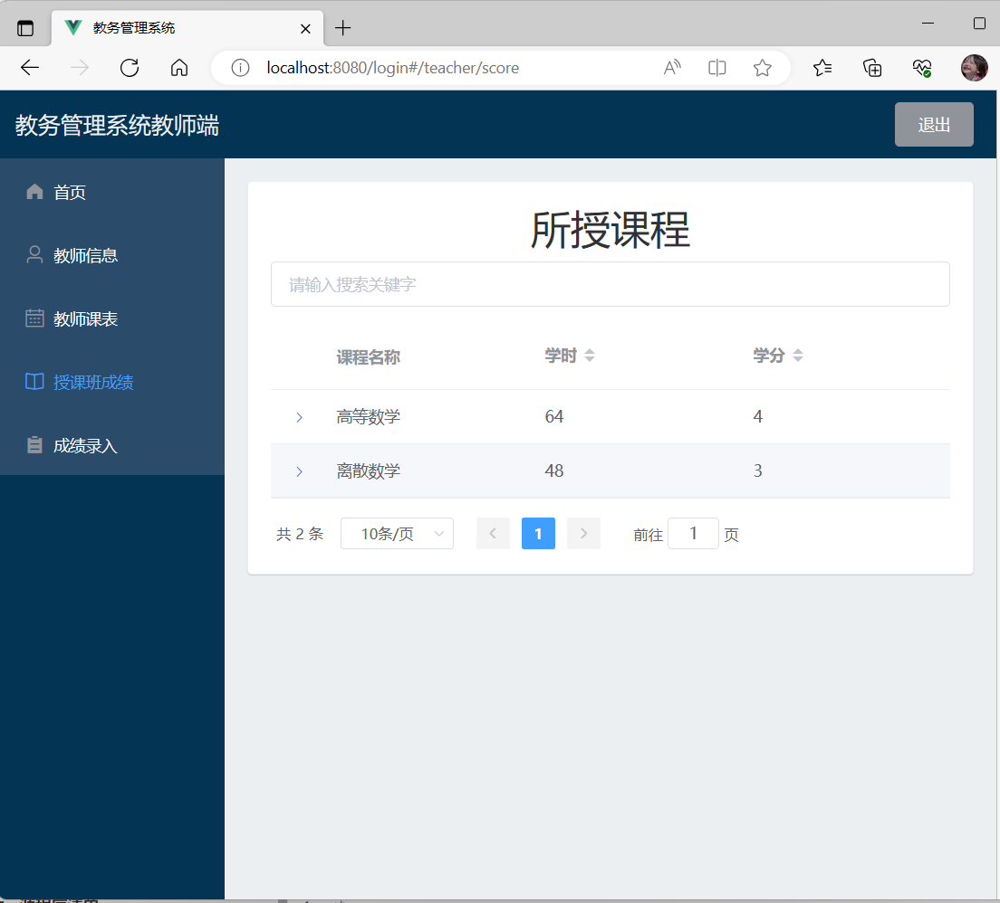 教务管理系统
localhost:8080/login#/teacher/score
教务管理系统教师端
退出
首页
教师信息
教师课表
授课班成绩
成绩录入
所授课程
请输入搜索关键字
课程名称 学时 学分
高等数学 64 4
离散数学 48 3
共 2 条 10条/页 1 前往 1 页